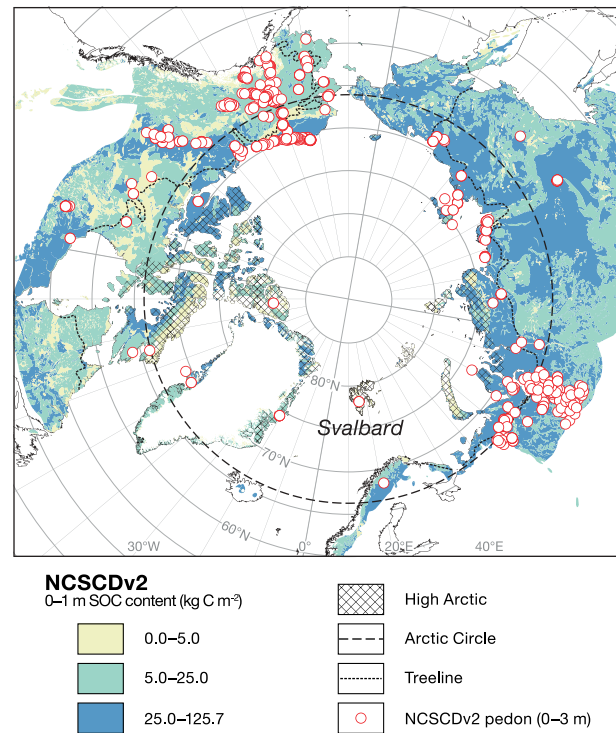 80°N
Svalbard
70°N
60°N
30°W
0°
20°E
40°E
NCSCDv2
0–1 m SOC content (kg C m⁻²)
0.0–5.0
5.0–25.0
25.0–125.7
High Arctic
Arctic Circle
Treeline
NCSCDv2 pedon (0–3 m)